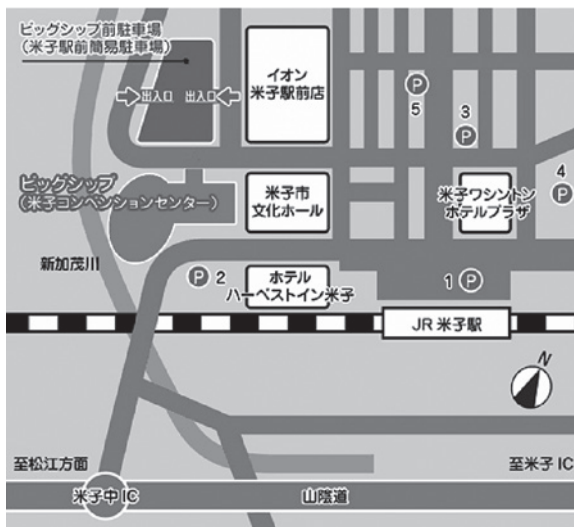 ビッグシップ前駐車場
(米子駅前簡易駐車場)
出入口 出入口
イオン
米子駅前店
P
5
3
P
4
P
ビッグシップ
(米子コンベンションセンター)
米子市
文化ホール
米子ワシントン
ホテルプラザ
新加茂川
P 2
ホテル
ハーベストイン米子
1 P
JR 米子駅
N
至松江方面
至米子 IC
米子中 IC
山陰道